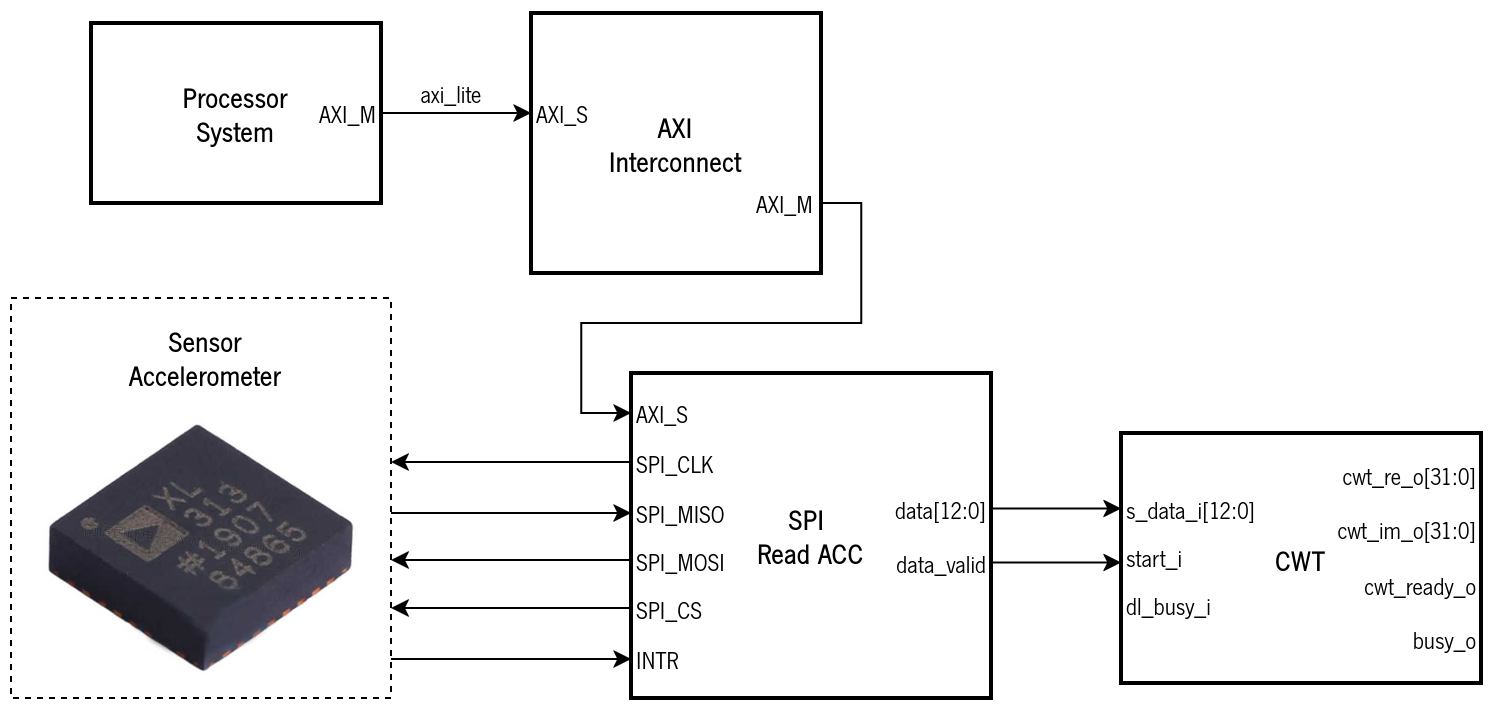 Processor
System
AXI_M
axi_lite
AXI_S
AXI
Interconnect
AXI_M
Sensor
Accelerometer
XL
313
#1907
84865
AXI_S
SPI_CLK
SPI_MISO
SPI_MOSI
SPI_CS
INTR
SPI
Read ACC
data[12:0]
data_valid
s_data_i[12:0]
start_i
dl_busy_i
CWT
cwt_re_o[31:0]
cwt_im_o[31:0]
cwt_ready_o
busy_o